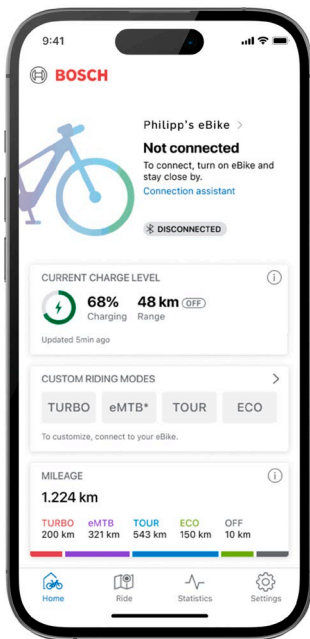 9:41
BOSCH
Philipp's eBike >
Not connected
To connect, turn on eBike and
stay close by.
Connection assistant
DISCONNECTED
CURRENT CHARGE LEVEL
68% 48 km OFF
Charging Range
Updated 5min ago
CUSTOM RIDING MODES
TURBO eMTB* TOUR ECO
To customize, connect to your eBike.
MILEAGE
1.224 km
TURBO eMTB TOUR ECO OFF
200 km 321 km 543 km 150 km 10 km
Home Ride Statistics Settings